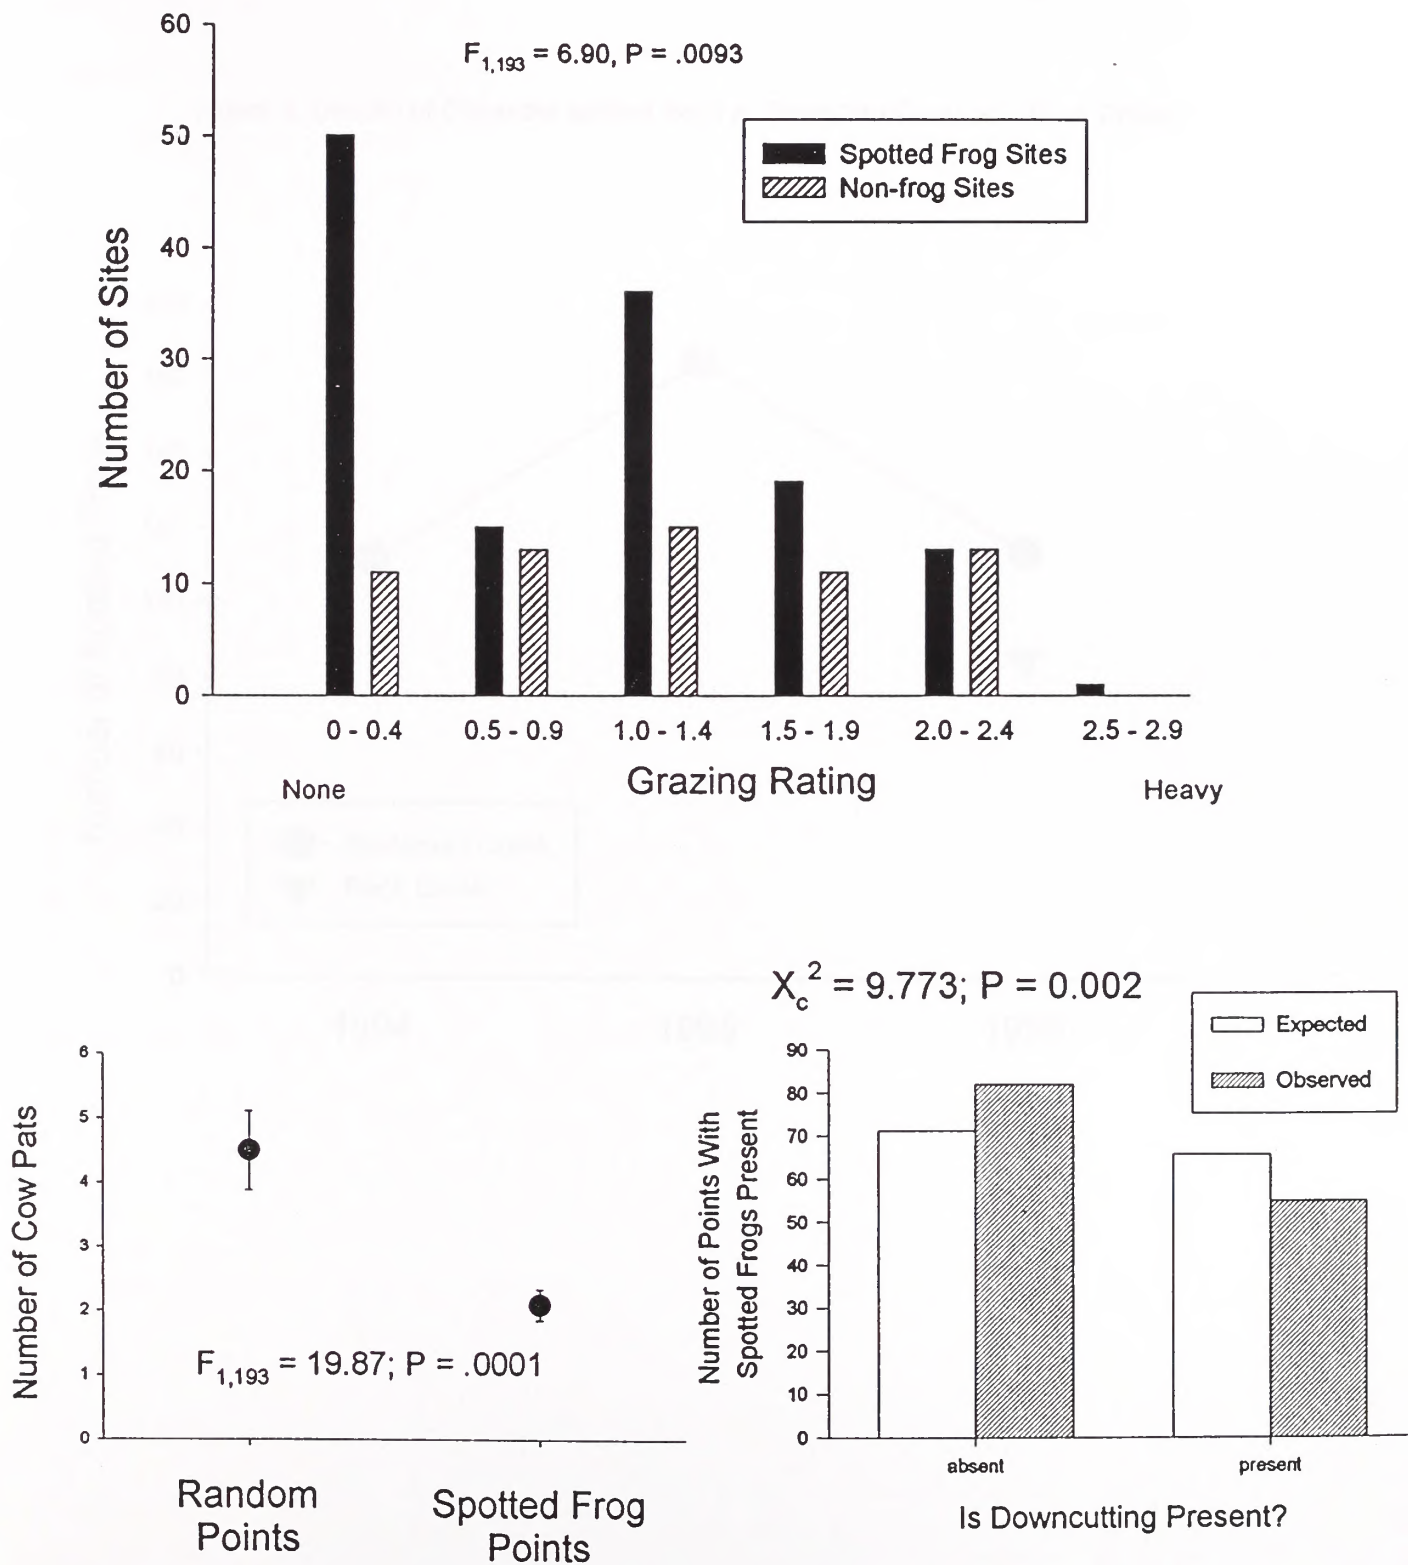 60
F1,193 = 6.90, P = .0093
50
Spotted Frog Sites
Non-frog Sites
40
30
20
10
0
Number of Sites
0 - 0.4 0.5 - 0.9 1.0 - 1.4 1.5 - 1.9 2.0 - 2.4 2.5 - 2.9
None Grazing Rating Heavy
6
5
4
3
2
1
0
Number of Cow Pats
F1,193 = 19.87; P = .0001
Random
Points
Spotted Frog
Points
Xc2 = 9.773; P = 0.002
Expected
Observed
90
80
70
60
50
40
30
20
10
0
Number of Points With
Spotted Frogs Present
absent present
Is Downcutting Present?